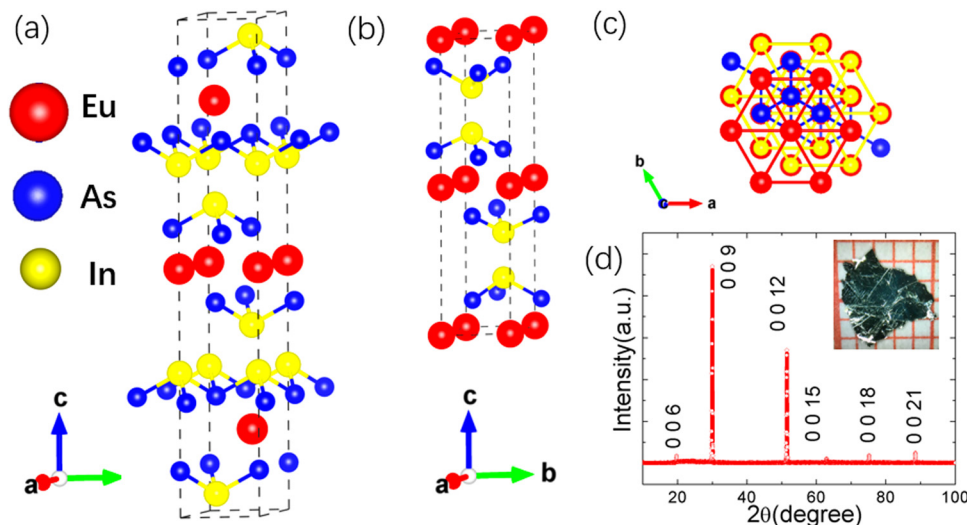 (a)
Eu
As
In
c
a
(b)
c
a
b
(c)
b
c
a
(d)
Intensity(a.u.)
0 0 6
0 0 9
0 0 12
0 0 15
0 0 18
0 0 21
20
40
60
80
100
2θ(degree)